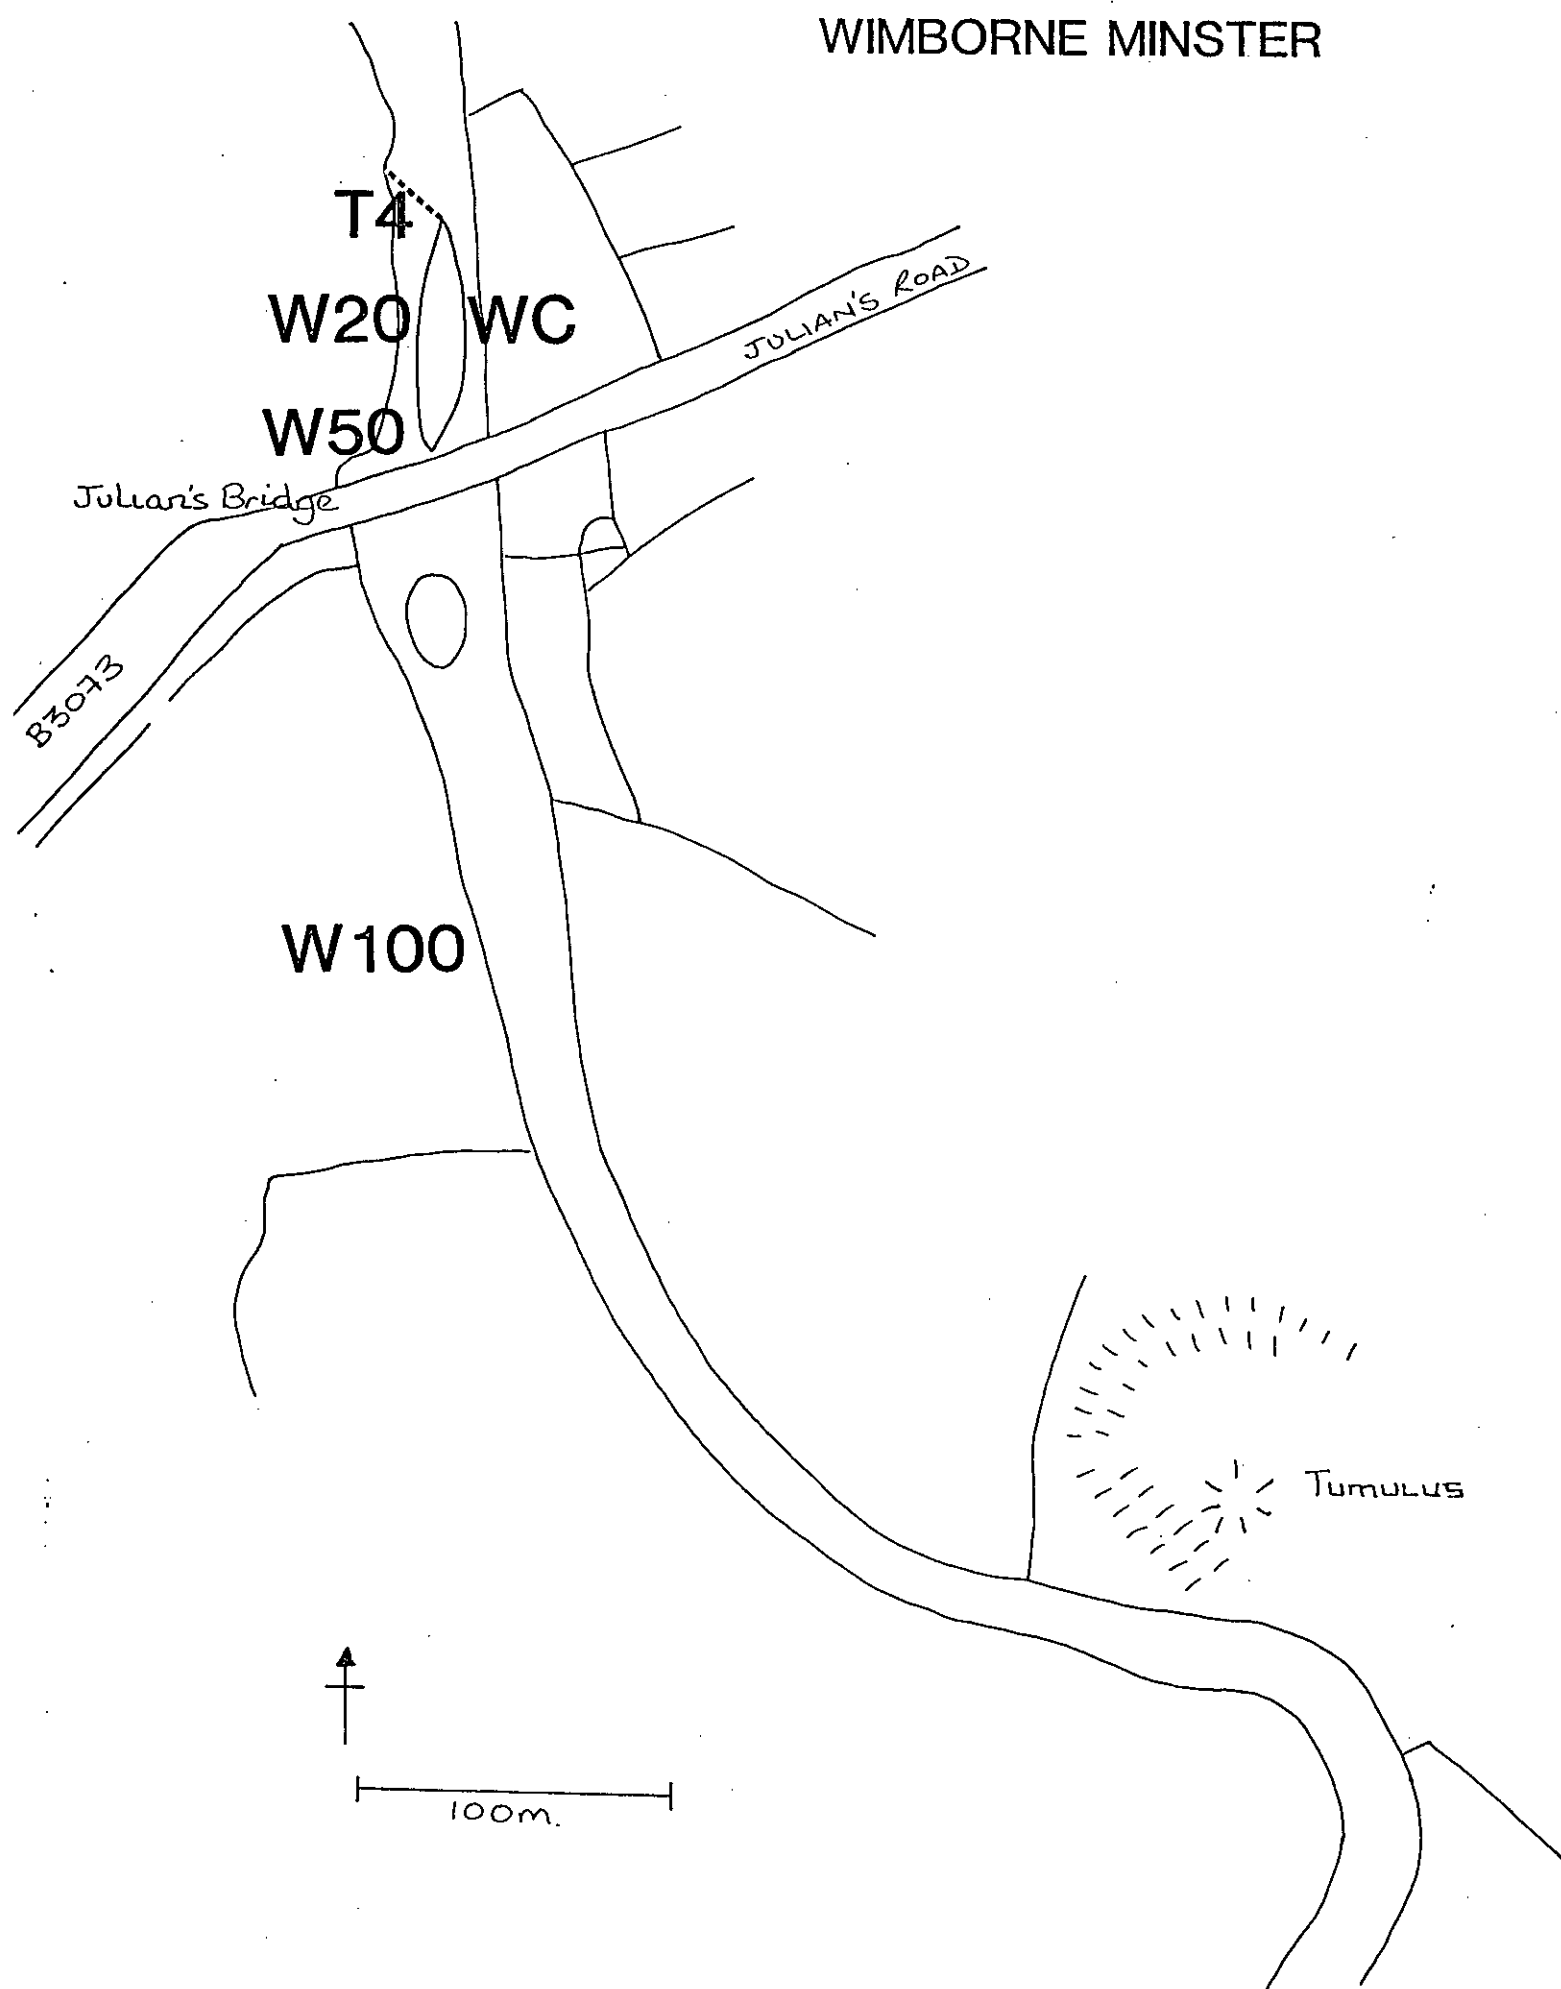 WIMBORNE MINSTER
T4
W20
WC
JULIAN'S ROAD
W50
Julian's Bridge
B3073
W100
TUMULUS
100m.